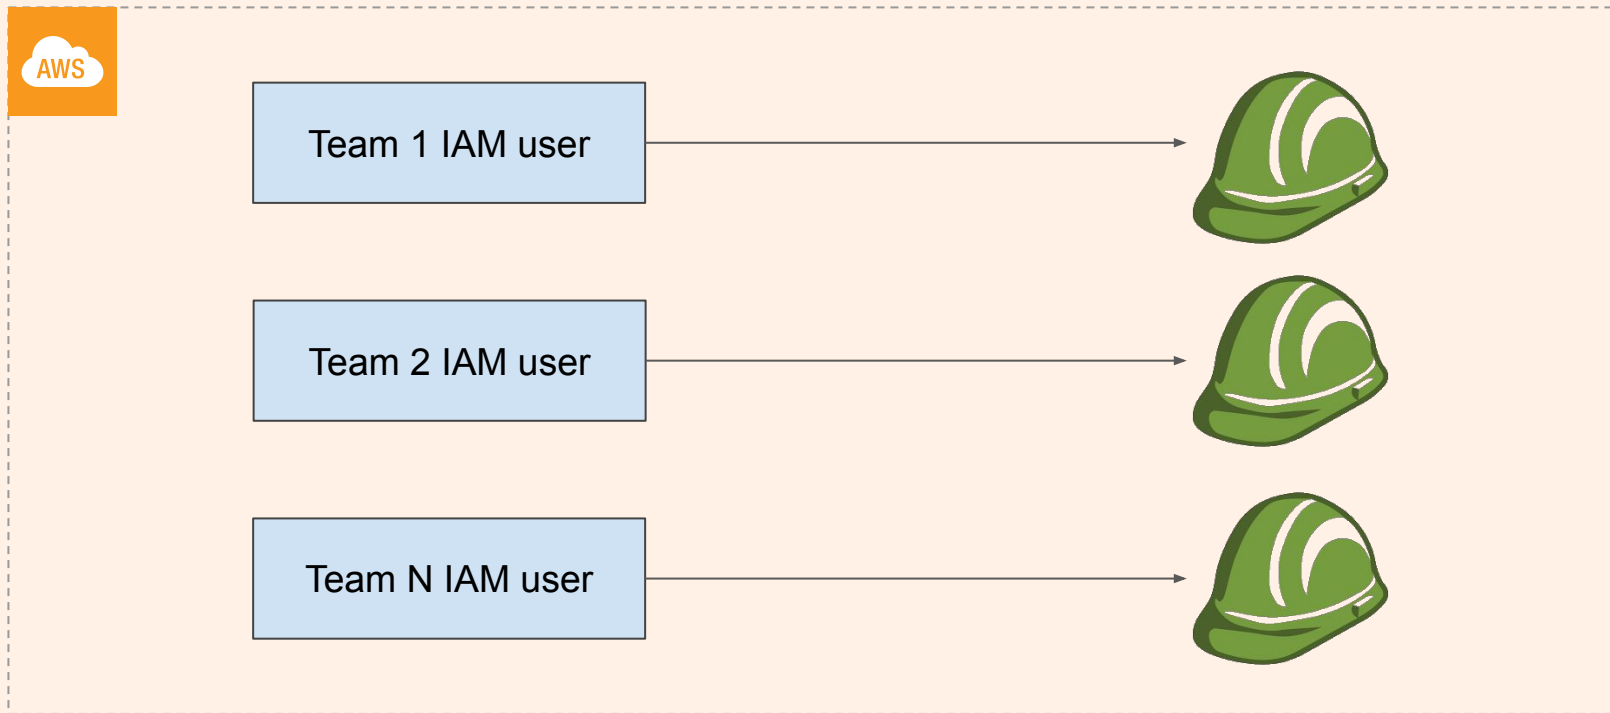 AWS
Team 1 IAM user
Team 2 IAM user
Team N IAM user